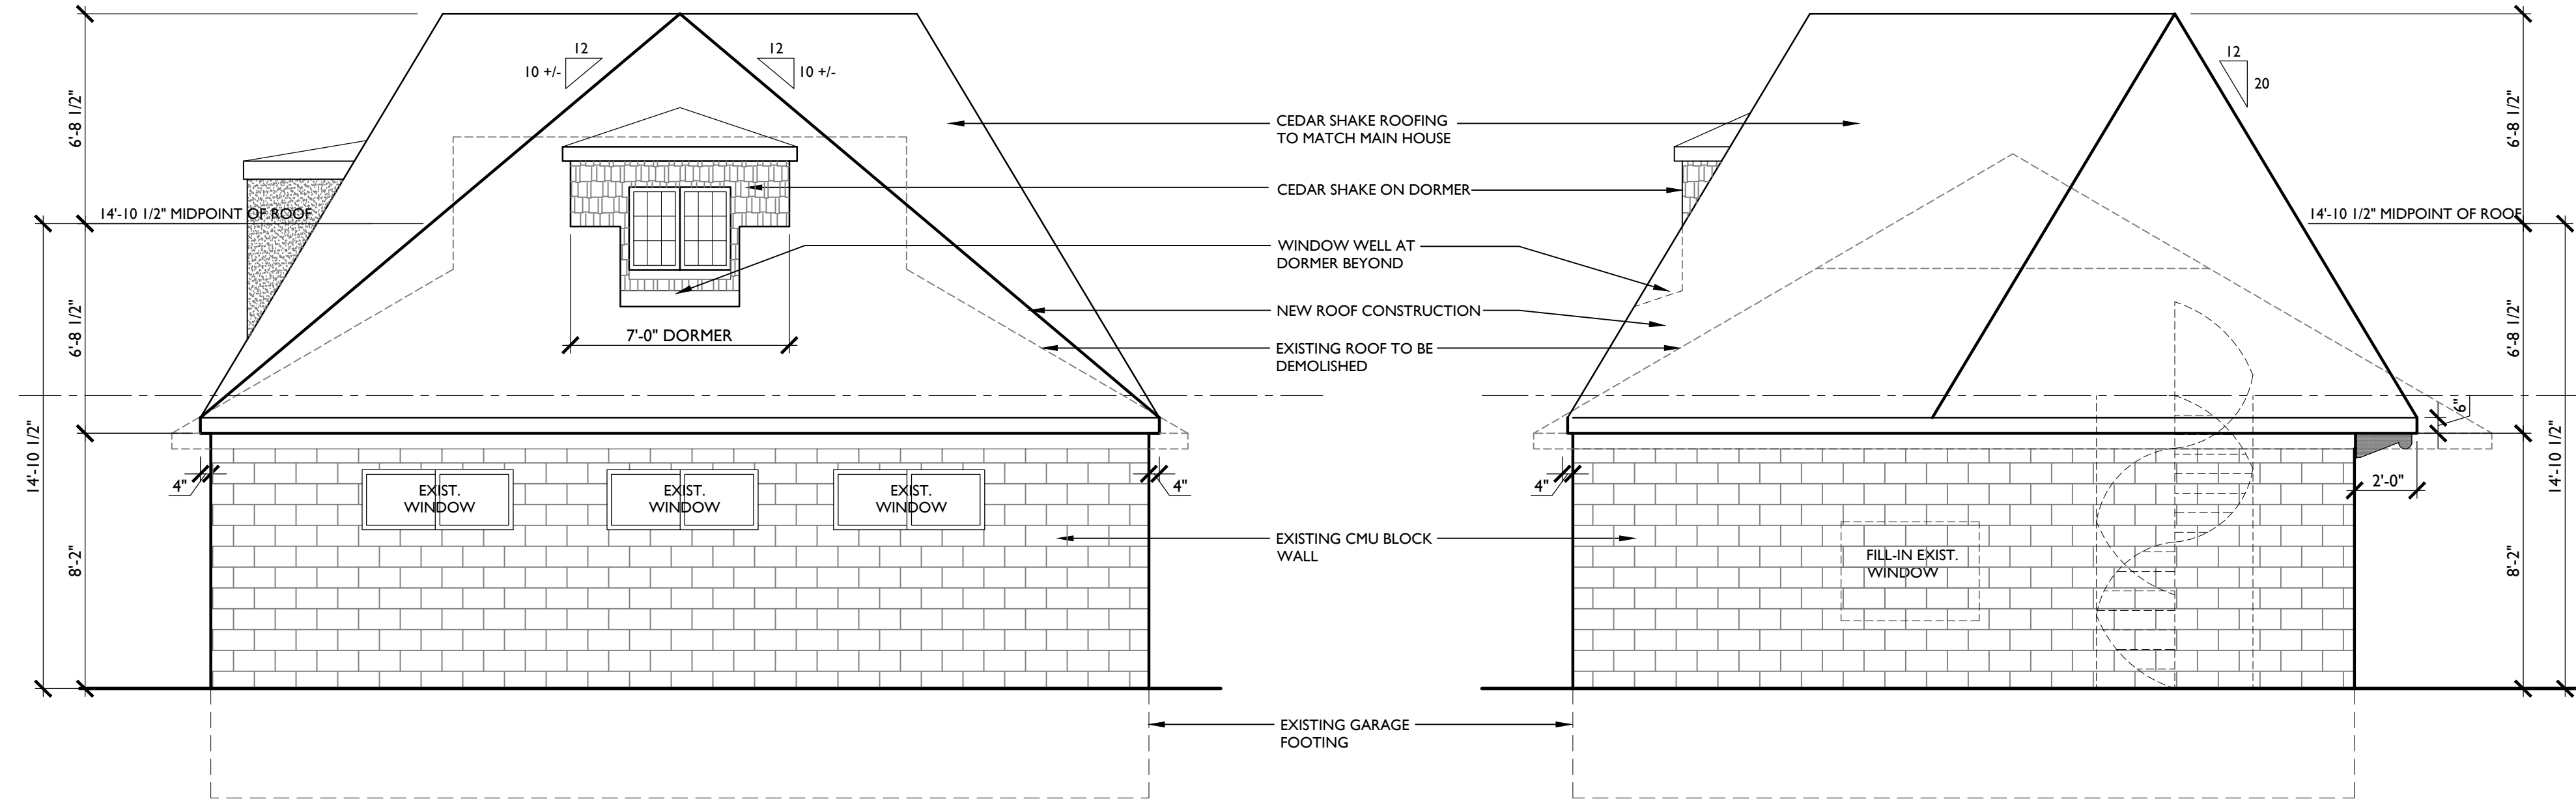 12
10 +/-
12
10 +/-
6'-8 1/2"
14'-10 1/2" MIDPOINT OF ROOF
6'-8 1/2"
14'-10 1/2"
8'-2"
7'-0" DORMER
4"
4"
EXIST.
WINDOW
EXIST.
WINDOW
EXIST.
WINDOW
CEDAR SHAKE ROOFING
TO MATCH MAIN HOUSE
CEDAR SHAKE ON DORMER
WINDOW WELL AT
DORMER BEYOND
NEW ROOF CONSTRUCTION
EXISTING ROOF TO BE
DEMOLISHED
EXISTING CMU BLOCK
WALL
EXISTING GARAGE
FOOTING
12
20
6'-8 1/2"
14'-10 1/2" MIDPOINT OF ROOF
6'-8 1/2"
6"
4"
2'-0"
14'-10 1/2"
8'-2"
FILL-IN EXIST.
WINDOW